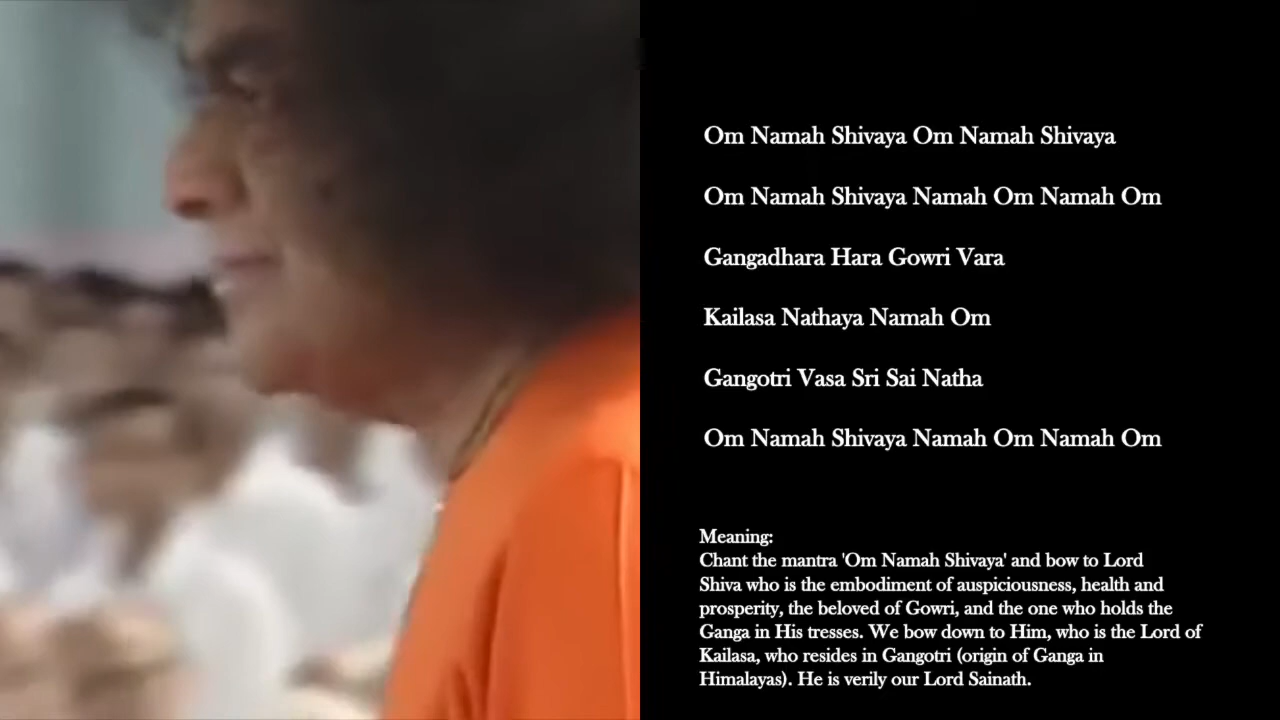 Om Namah Shivaya Om Namah Shivaya
Om Namah Shivaya Namah Om Namah Om
Gangadhara Hara Gowri Vara
Kailasa Nathaya Namah Om
Gangotri Vasa Sri Sai Natha
Om Namah Shivaya Namah Om Namah Om
Meaning:
Chant the mantra 'Om Namah Shivaya' and bow to Lord
Shiva who is the embodiment of auspiciousness, health and
prosperity, the beloved of Gowri, and the one who holds the
Ganga in His tresses. We bow down to Him, who is the Lord of
Kailasa, who resides in Gangotri (origin of Ganga in
Himalayas). He is verily our Lord Sainath.